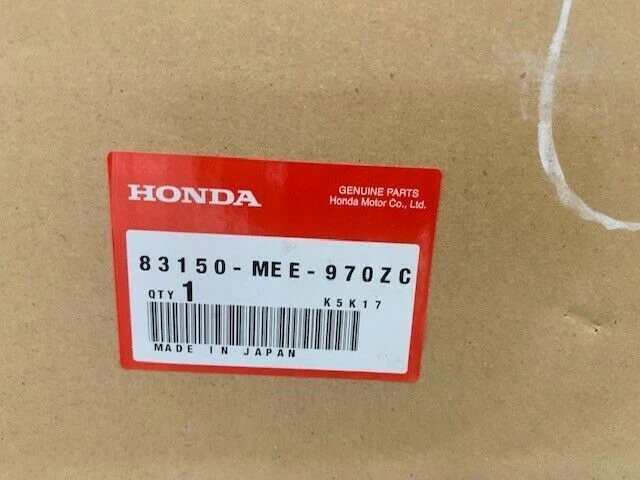 HONDA
GENUINE PARTS
Honda Motor Co., Ltd.
83150-MEE-970ZC
QTY 1
K5K17
MADE IN JAPAN